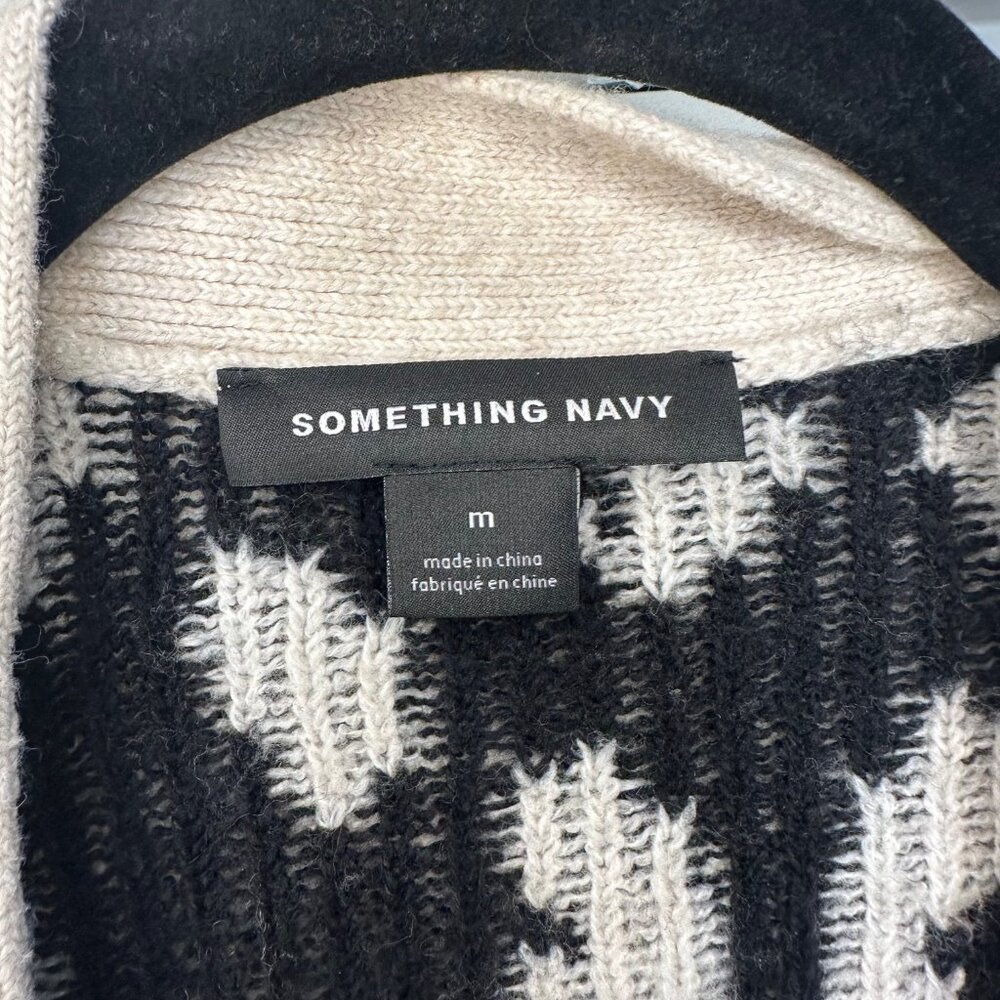 SOMETHING NAVY
m
made in china
fabriqué en chine